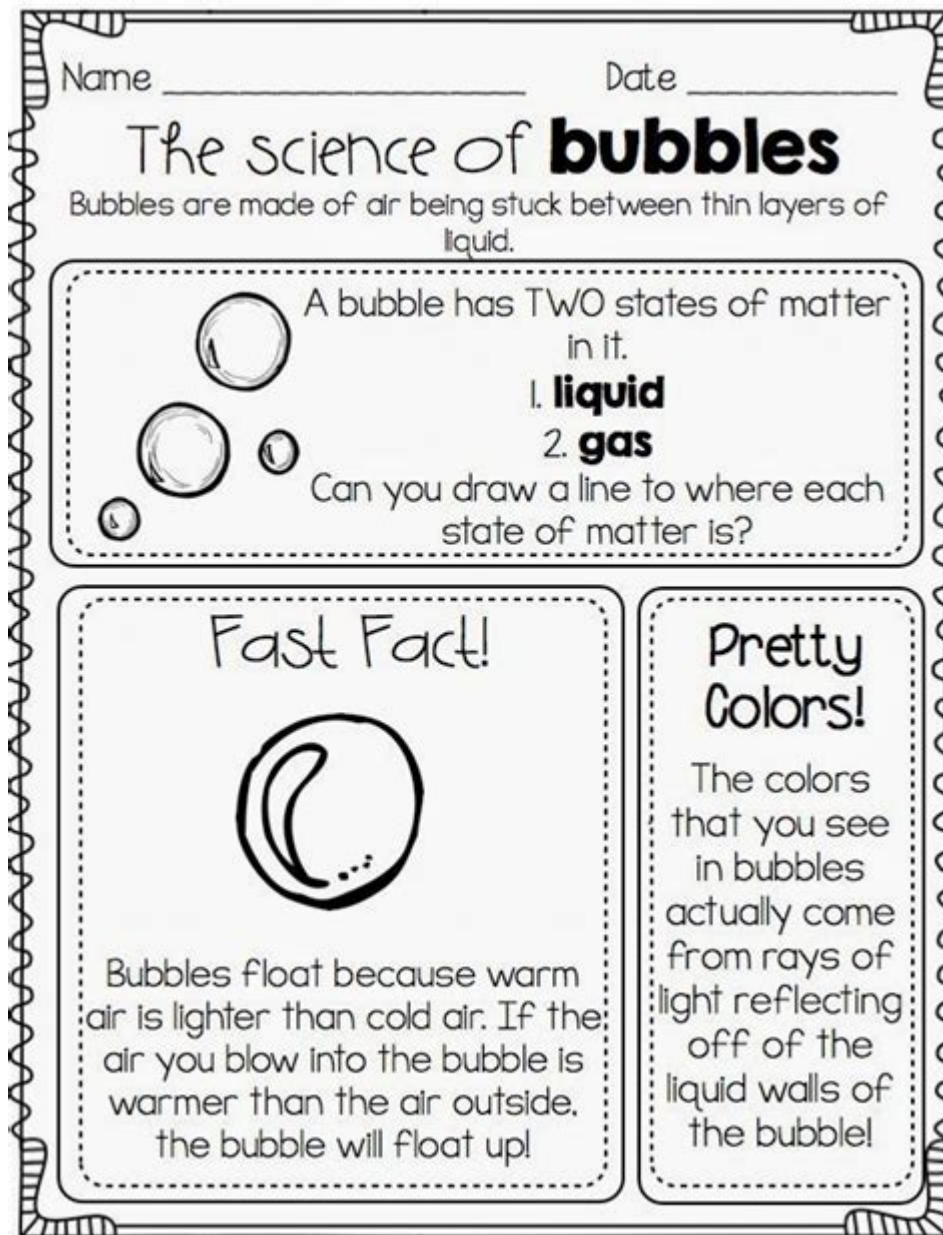 Name ____________________ Date ____________
The science of bubbles
Bubbles are made of air being stuck between thin layers of
liquid.
A bubble has TWO states of matter
in it.
1. liquid
2. gas
Can you draw a line to where each
state of matter is?
Fast Fact!
Bubbles float because warm
air is lighter than cold air. If the
air you blow into the bubble is
warmer than the air outside,
the bubble will float up!
Pretty
Colors!
The colors
that you see
in bubbles
actually come
from rays of
light reflecting
off of the
liquid walls of
the bubble!